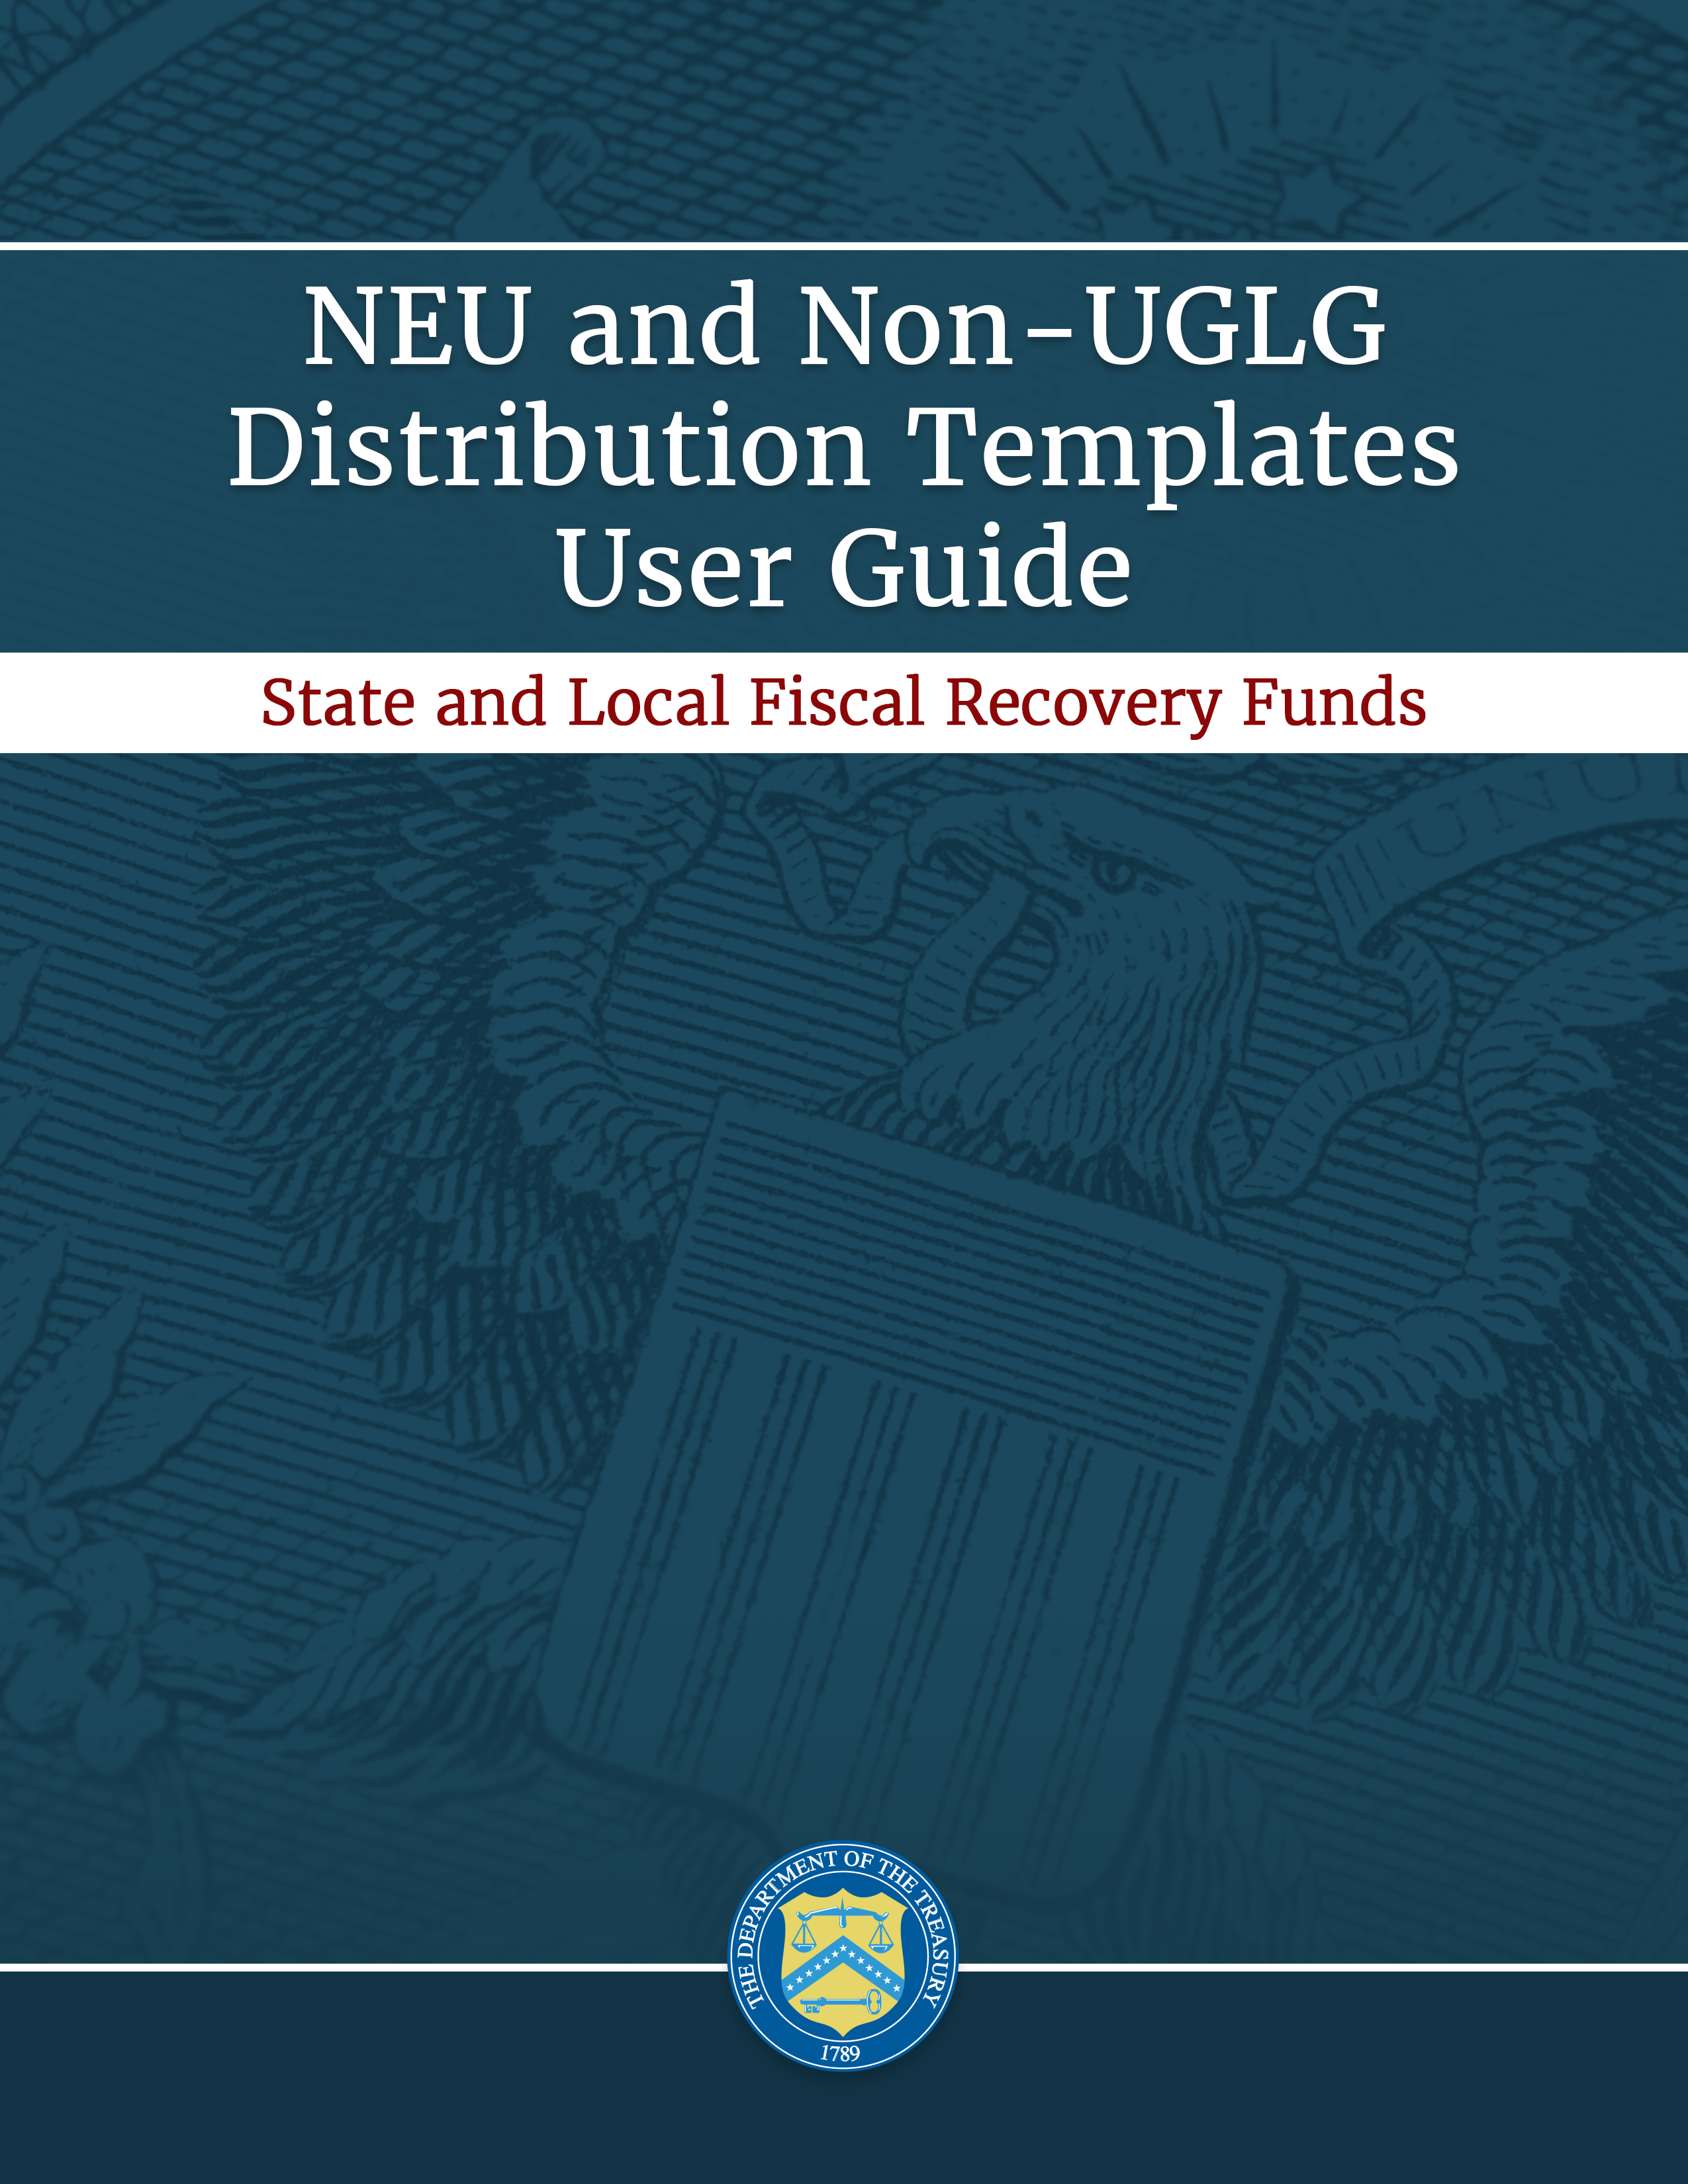 NEU and Non-UGLG
Distribution Templates
User Guide
State and Local Fiscal Recovery Funds
UNU
THE DEPARTMENT OF THE TREASURY
1789